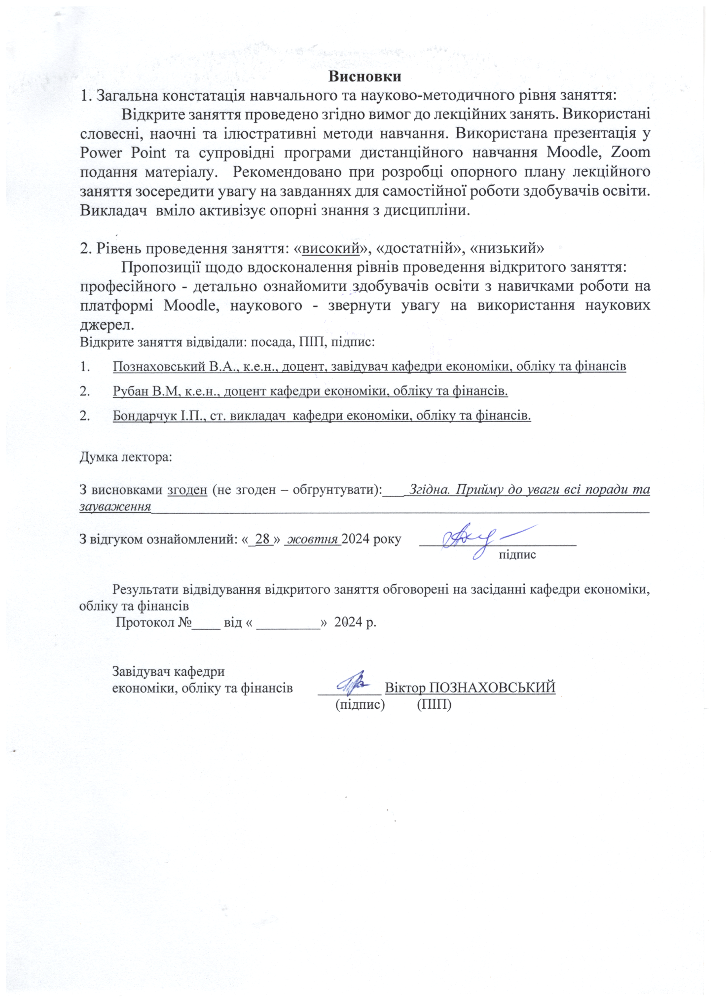 Висновки
1. Загальна констатація навчального та науково-методичного рівня заняття:
Відкрите заняття проведено згідно вимог до лекційних занять. Використані
словесні, наочні та ілюстративні методи навчання. Використана презентація у
Power Point та супровідні програми дистанційного навчання Moodle, Zoom
подання матеріалу. Рекомендовано при розробці опорного плану лекційного
заняття зосередити увагу на завданнях для самостійної роботи здобувачів освіти.
Викладач вміло активізує опорні знання з дисципліни.
2. Рівень проведення заняття: «високий», «достатній», «низький»
Пропозиції щодо вдосконалення рівнів проведення відкритого заняття:
професійного - детально ознайомити здобувачів освіти з навичками роботи на
платформі Moodle, наукового - звернути увагу на використання наукових
джерел.
Відкрите заняття відвідали: посада, ПІП, підпис:
1. Познаховський В.А., к.е.н., доцент, завідувач кафедри економіки, обліку та фінансів
2. Рубан В.М, к.е.н., доцент кафедри економіки, обліку та фінансів.
2. Бондарчук І.П., ст. викладач кафедри економіки, обліку та фінансів.
Думка лектора:
З висновками згоден (не згоден – обґрунтувати):___ Згідна. Прийму до уваги всі поради та
зауваження
З відгуком ознайомлений: «_28_» жовтня 2024 року
підпис
Результати відвідування відкритого заняття обговорені на засіданні кафедри економіки,
обліку та фінансів
Протокол №____ від « _________» 2024 р.
Завідувач кафедри
економіки, обліку та фінансів _________ Віктор ПОЗНАХОВСЬКИЙ
(підпис) (ПІП)